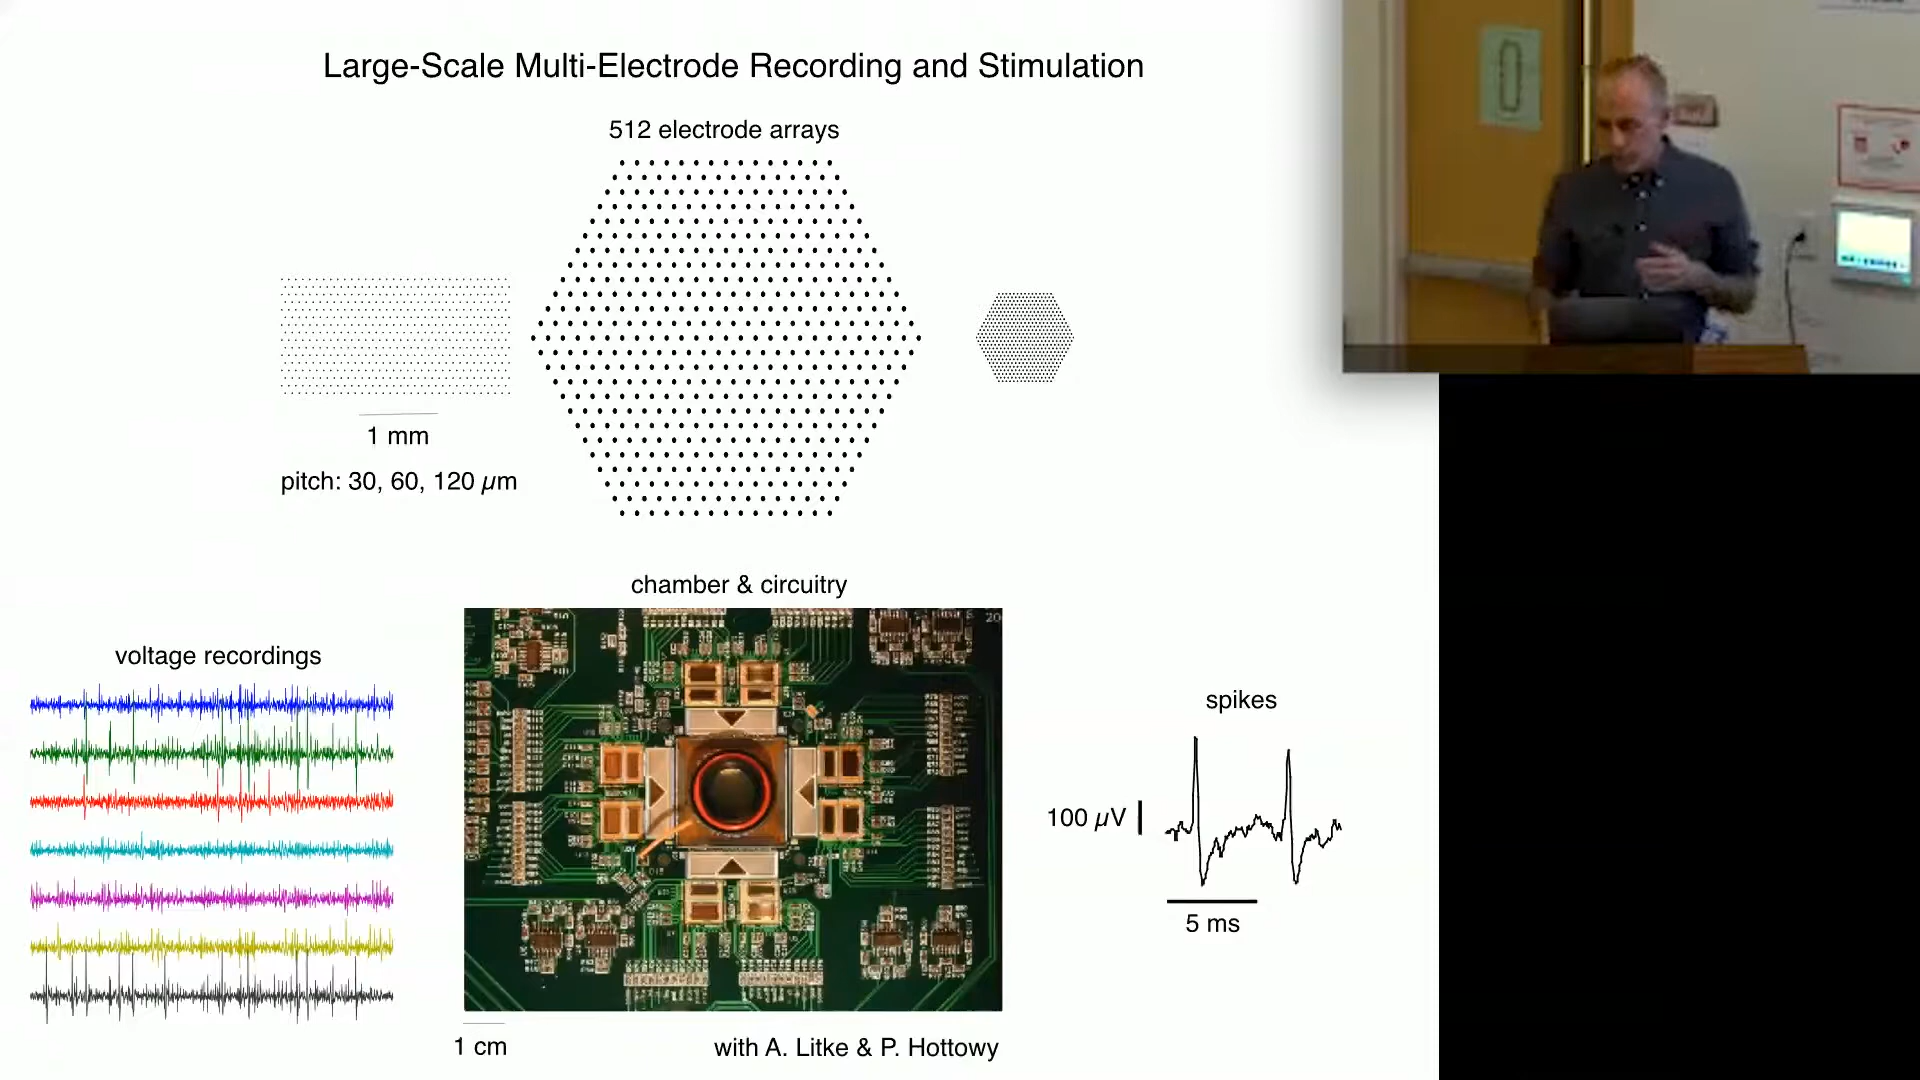 Large-Scale Multi-Electrode Recording and Stimulation
512 electrode arrays
1 mm
pitch: 30, 60, 120 µm
chamber & circuitry
20
voltage recordings
spikes
100 µV
5 ms
1 cm
with A. Litke & P. Hottowy